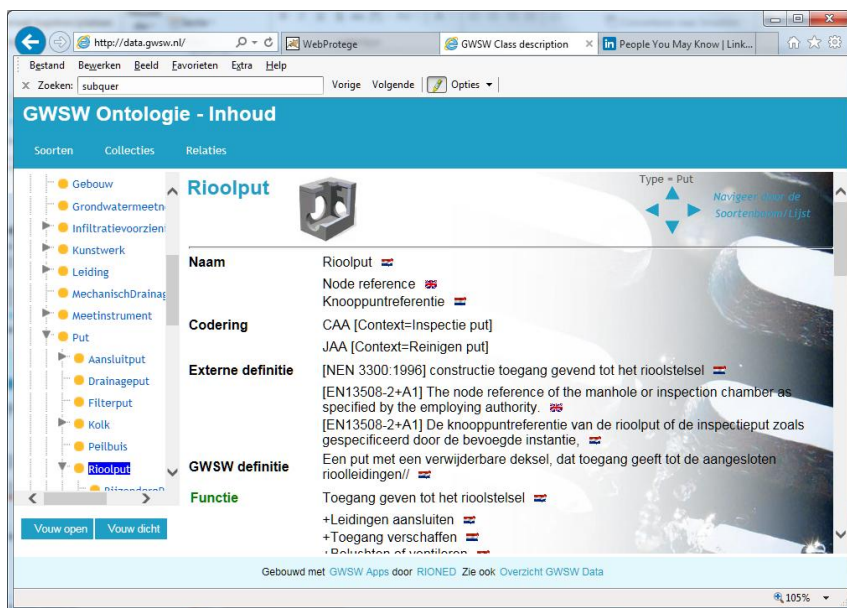 http://data.gwsw.nl/
WebProtege
GWSW Class description
People You May Know | Link...
Bestand Bewerken Beeld Favorieten Extra Help
Zoeken: subquer Vorige Volgende Opties
GWSW Ontologie - Inhoud
Soorten Collecties Relaties
Gebouw
Grondwatermeetn
Infiltratievoorzien
Kunstwerk
Leiding
MechanischDrainag
Meetinstrument
Put
Aansluitput
Drainageput
Filterput
Kolk
Peilbuis
Rioolput
Vouw open Vouw dicht
Rioolput
Type = Put
Navigeer door de
Soortenboom/Lijst
Naam Rioolput
Node reference
Knooppuntreferentie
Codering CAA [Context=Inspectie put]
JAA [Context=Reinigen put]
Externe definitie [NEN 3300:1996] constructie toegang gevend tot het rioolstelsel
[EN13508-2+A1] The node reference of the manhole or inspection chamber as
specified by the employing authority.
[EN13508-2+A1] De knooppuntreferentie van de rioolput of de inspectieput zoals
gespecificeerd door de bevoegde instantie,
GWSW definitie Een put met een verwijderbare deksel, dat toegang geeft tot de aangesloten
rioolleidingen//
Functie Toegang geven tot het rioolstelsel
+Leidingen aansluiten
+Toegang verschaffen
+Beluchten of ventileren
Gebouwd met GWSW Apps door RIONED Zie ook Overzicht GWSW Data
105%